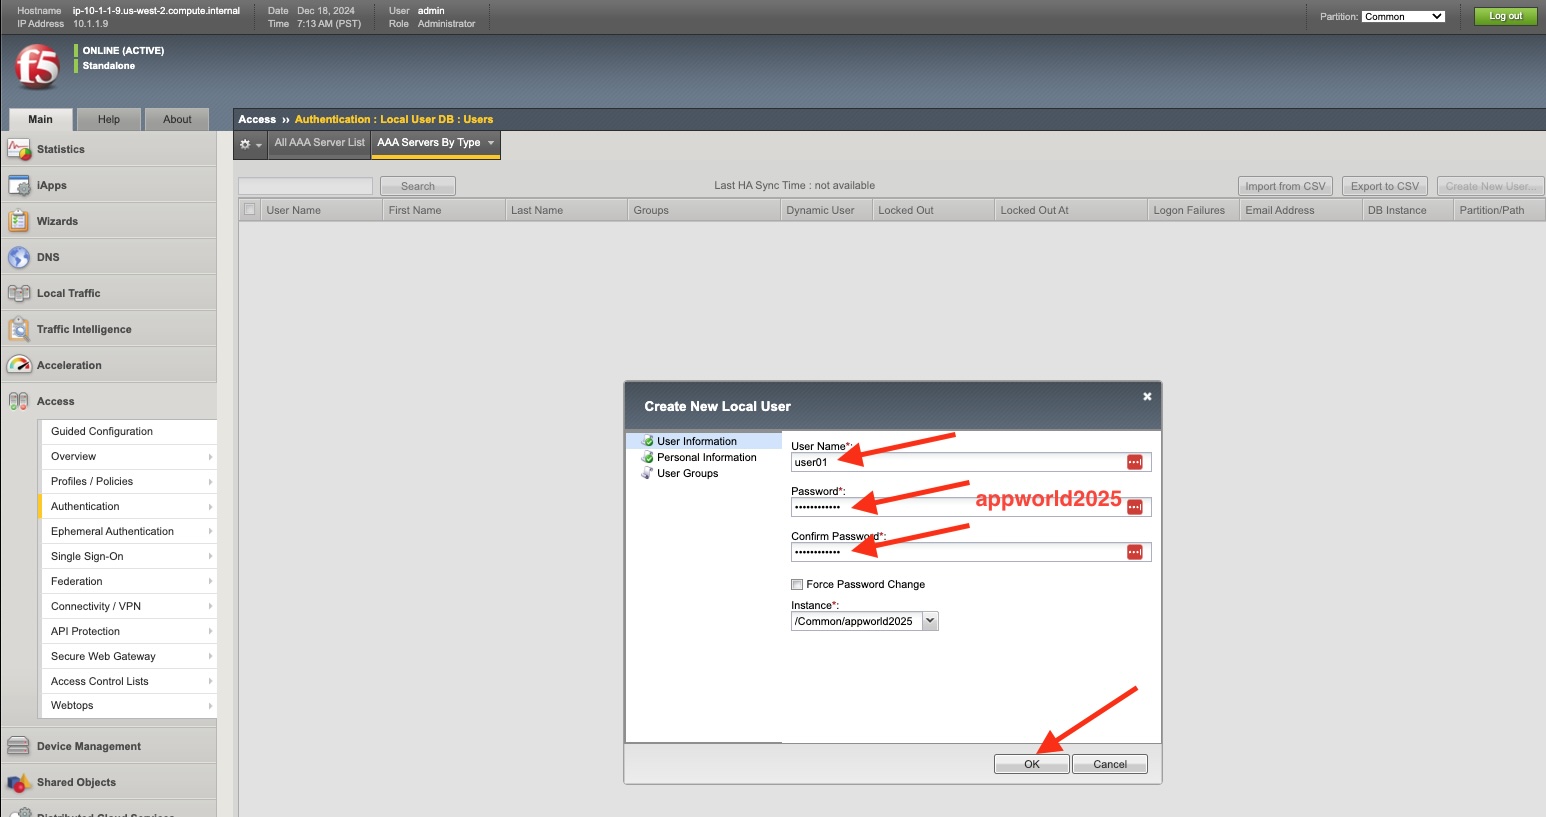 Hostname ip-10-1-1-9.us-west-2.compute.internal Date Dec 18, 2024 User admin
IP Address 10.1.1.9 Time 7:13 AM (PST) Role Administrator
Partition: Common Log out
f5
ONLINE (ACTIVE)
Standalone
Main Help About
Access ›› Authentication : Local User DB : Users
All AAA Server List AAA Servers By Type
Search Last HA Sync Time : not available Import from CSV Export to CSV Create New User...
User Name First Name Last Name Groups Dynamic User Locked Out Locked Out At Logon Failures Email Address DB Instance Partition/Path
Statistics
iApps
Wizards
DNS
Local Traffic
Traffic Intelligence
Acceleration
Access
Guided Configuration
Overview
Profiles / Policies
Authentication
Ephemeral Authentication
Single Sign-On
Federation
Connectivity / VPN
API Protection
Secure Web Gateway
Access Control Lists
Webtops
Device Management
Shared Objects
Distributed Cloud Services
Create New Local User
User Information
Personal Information
User Groups
User Name*:
user01
Password*:
•••••••••••• appworld2025
Confirm Password*:
••••••••••••
Force Password Change
Instance*:
/Common/appworld2025
OK Cancel